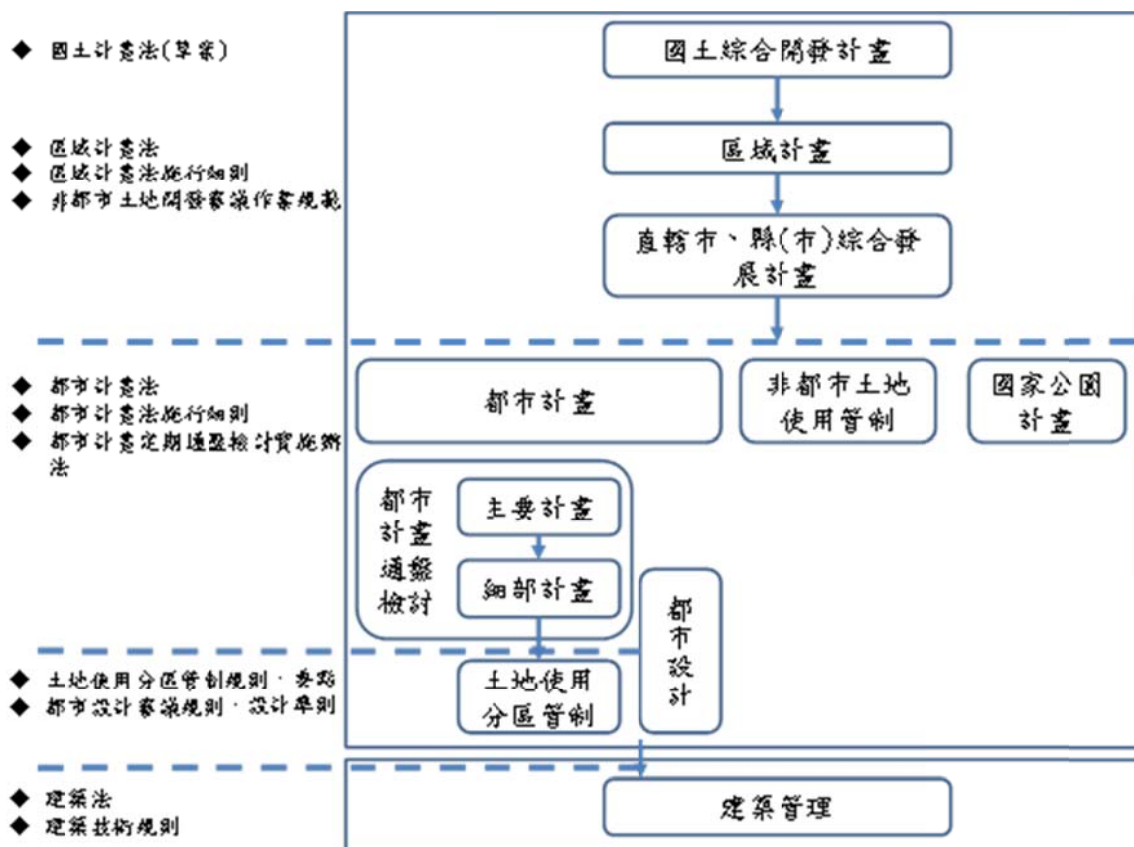 ◆ 國土計畫法(草案)
國土綜合開發計畫
◆ 區域計畫法
◆ 區域計畫法施行細則
◆ 非都市土地開發審議作業規範
區域計畫
直轄市、縣(市)綜合發
展計畫
◆ 都市計畫法
◆ 都市計畫法施行細則
◆ 都市計畫定期通盤檢討實施辦
法
都市計畫
非都市土地
使用管制
國家公園
計畫
都市
計畫
通盤
檢討
主要計畫
細部計畫
都市設計
◆ 土地使用分區管制規則、要點
◆ 都市設計審議規則、設計準則
土地使用
分區管制
◆ 建築法
◆ 建築技術規則
建築管理